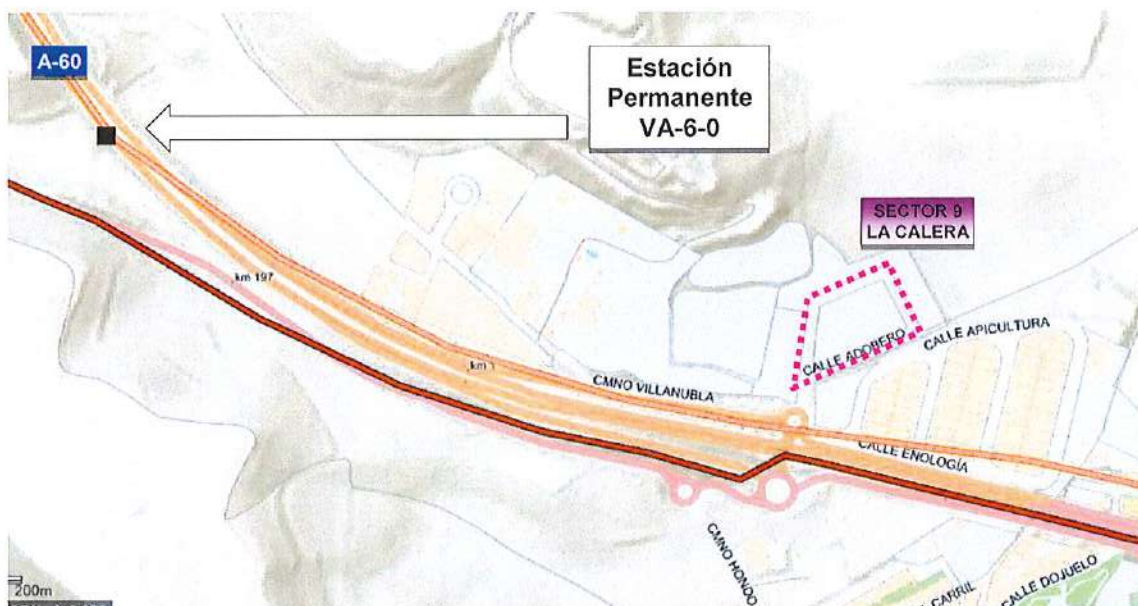 A-60
Estación
Permanente
VA-6-0
SECTOR 9
LA CALERA
km 197
CALLE ADOBERO
CALLE APICULTURA
CMNO VILLANUBLA
CALLE ENOLOGÍA
CMNO HONDO
CARRIL
CALLE DOJUELO
200m